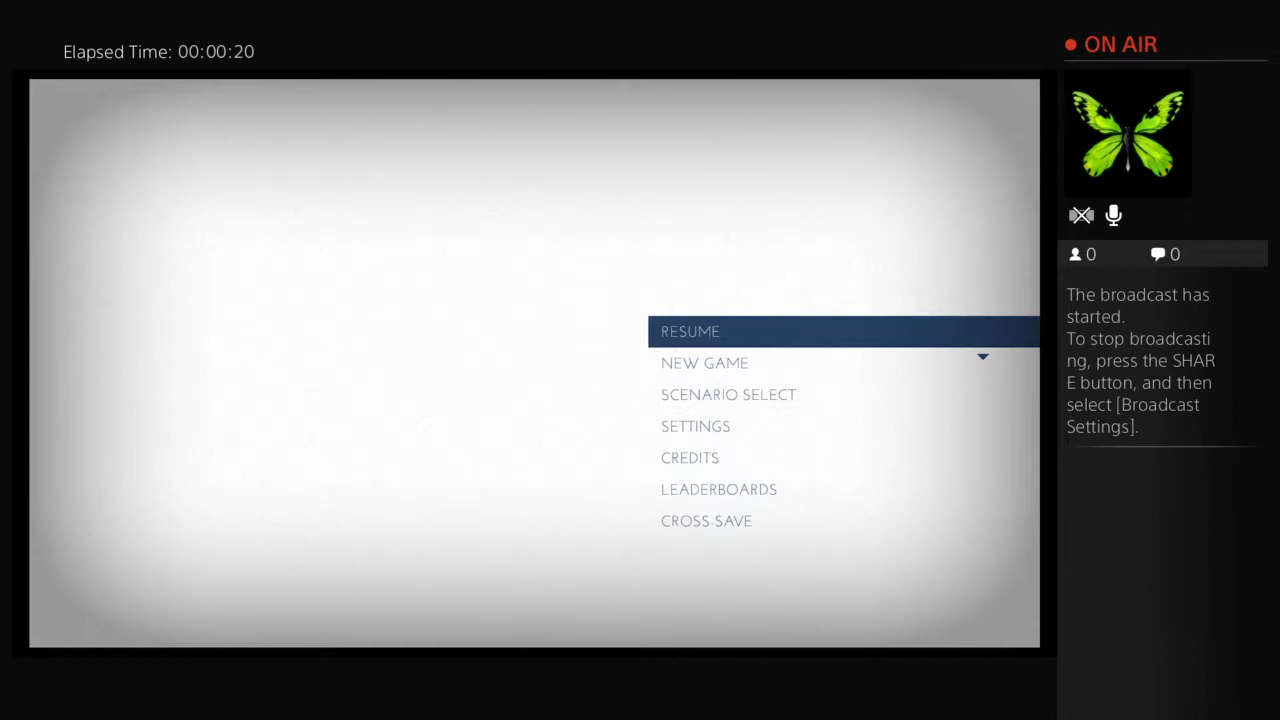 Elapsed Time: 00:00:20
ON AIR
0 0
The broadcast has
started.
To stop broadcasti
ng, press the SHAR
E button, and then
select [Broadcast
Settings].
RESUME
NEW GAME
SCENARIO SELECT
SETTINGS
CREDITS
LEADERBOARDS
CROSS-SAVE